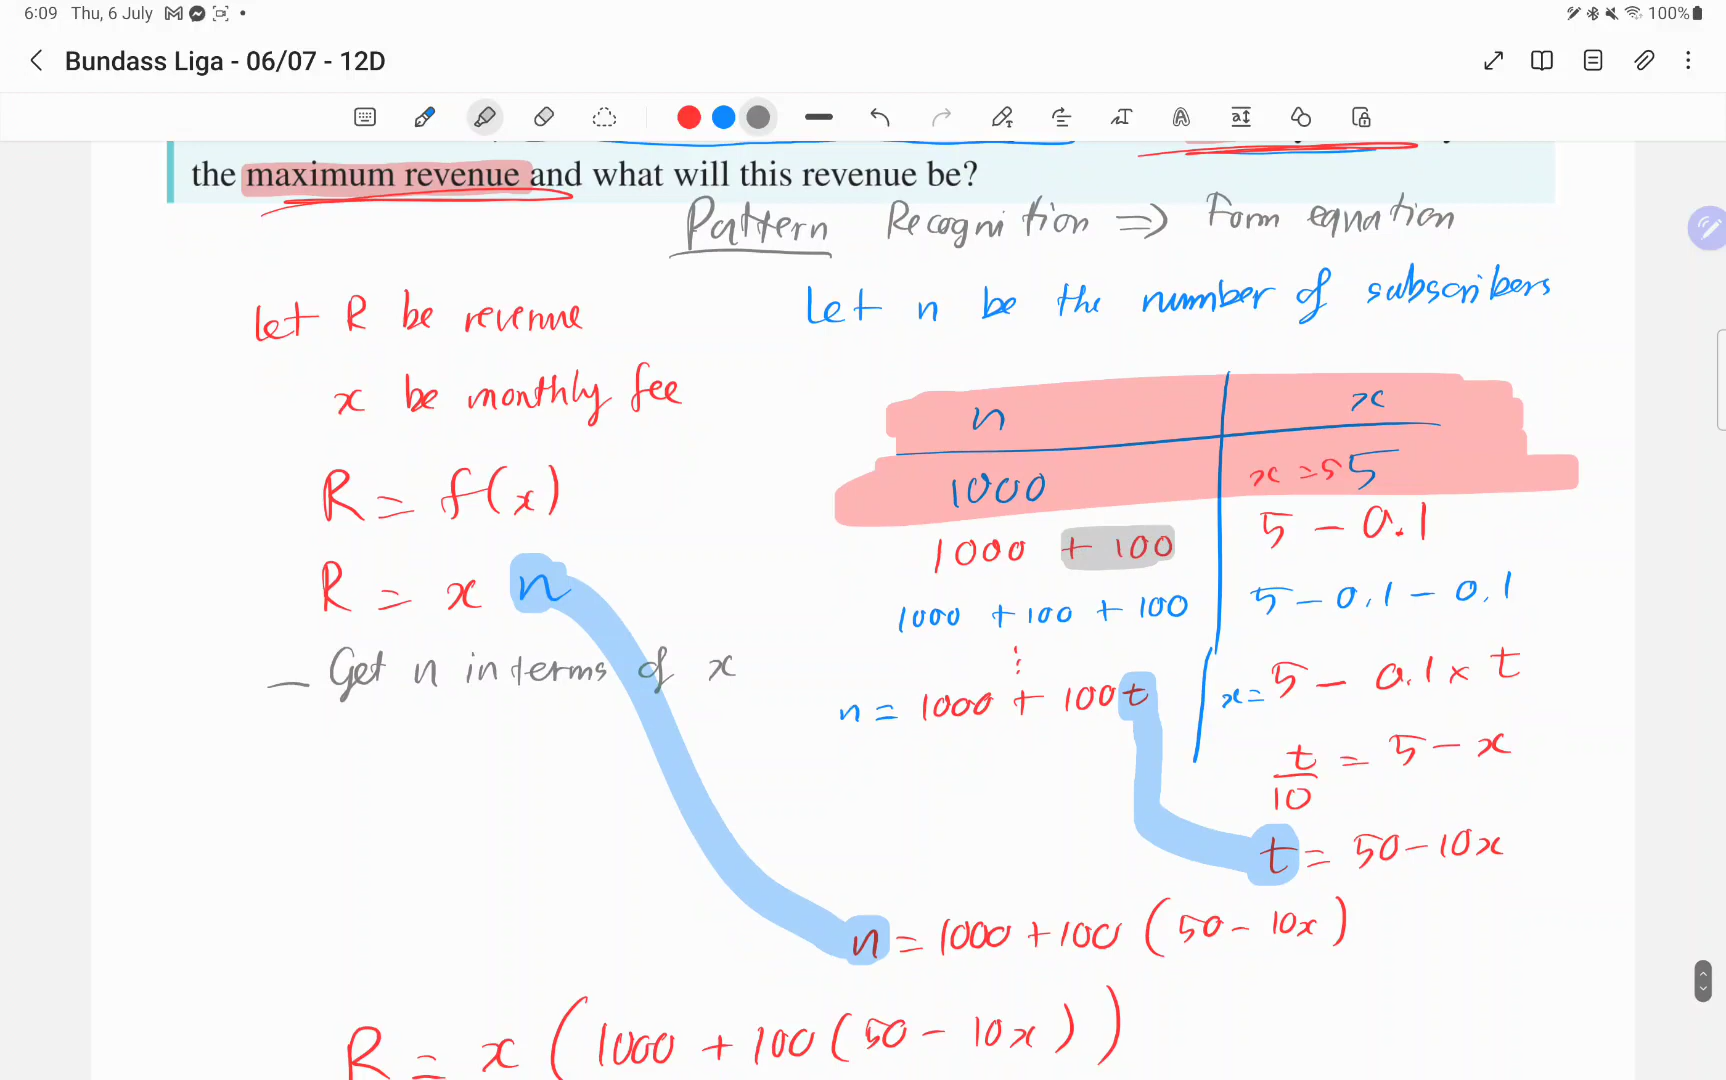 6:09 Thu, 6 July
100%
Bundass Liga - 06/07 - 12D
the maximum revenue and what will this revenue be?
Pattern Recognition ⇒ Form equation
let R be revenue
x be monthly fee
R = f(x)
R = x n
— Get n in terms of x
Let n be the number of subscribers
n x
1000 x = 5 5
1000 + 100 5 - 0.1
1000 + 100 + 100 5 - 0.1 - 0.1
⋮
n = 1000 + 100t x = 5 - 0.1 x t
t/10 = 5 - x
t = 50 - 10x
n = 1000 + 100 (50 - 10x)
R = x (1000 + 100 (50 - 10x))